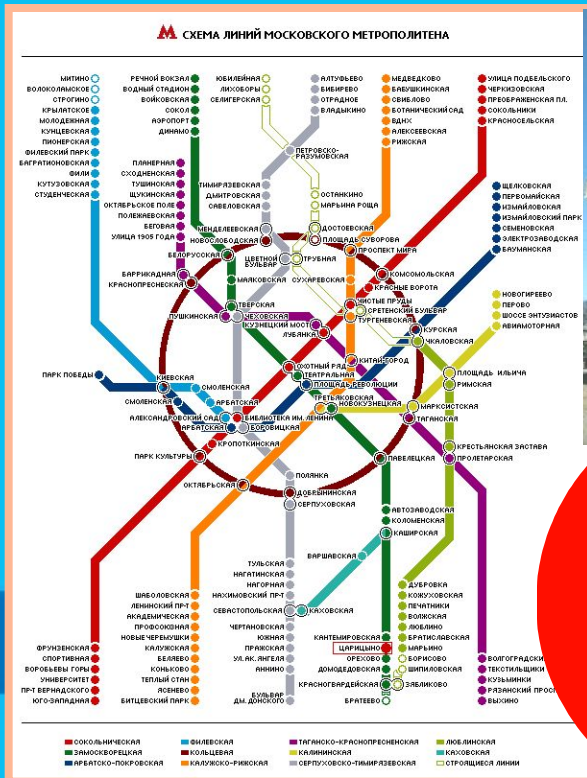 М СХЕМА ЛИНИЙ МОСКОВСКОГО МЕТРОПОЛИТЕНА
МИТИНО
ВОЛОКОЛАМСКОЕ
СТРОГИНО
КРЫЛАТСКОЕ
МОЛОДЕЖНАЯ
КУНЦЕВСКАЯ
ПИОНЕРСКАЯ
ФИЛЕВСКИЙ ПАРК
БАГРАТИОНОВСКАЯ
ФИЛИ
КУТУЗОВСКАЯ
СТУДЕНЧЕСКАЯ
РЕЧНОЙ ВОКЗАЛ
ВОДНЫЙ СТАДИОН
ВОЙКОВСКАЯ
СОКОЛ
АЭРОПОРТ
ДИНАМО
ПЛАНЕРНАЯ
СХОДНЕНСКАЯ
ТУШИНСКАЯ
ЩУКИНСКАЯ
ОКТЯБРЬСКОЕ ПОЛЕ
ПОЛЕЖАЕВСКАЯ
БЕГОВАЯ
УЛИЦА 1905 ГОДА
ЮБИЛЕЙНАЯ
ЛИХОБОРЫ
СЕЛИГЕРСКАЯ
АЛТУФЬЕВО
БИБИРЕВО
ОТРАДНОЕ
ВЛАДЫКИНО
ПЕТРОВСКО-
РАЗУМОВСКАЯ
ТИМИРЯЗЕВСКАЯ
ДМИТРОВСКАЯ
САВЕЛОВСКАЯ
ОСТАНКИНО
МАРЬИНА РОЩА
МЕДВЕДКОВО
БАБУШКИНСКАЯ
СВИБЛОВО
БОТАНИЧЕСКИЙ САД
ВДНХ
АЛЕКСЕЕВСКАЯ
РИЖСКАЯ
УЛИЦА ПОДБЕЛЬСКОГО
ЧЕРКИЗОВСКАЯ
ПРЕОБРАЖЕНСКАЯ ПЛ.
СОКОЛЬНИКИ
КРАСНОСЕЛЬСКАЯ
ЩЕЛКОВСКАЯ
ПЕРВОМАЙСКАЯ
ИЗМАЙЛОВСКАЯ
ИЗМАЙЛОВСКИЙ ПАРК
СЕМЕНОВСКАЯ
ЭЛЕКТРОЗАВОДСКАЯ
БАУМАНСКАЯ
МЕНДЕЛЕЕВСКАЯ
НОВОСЛОБОДСКАЯ
ДОСТОЕВСКАЯ
ПЛОЩАДЬ СУВОРОВА
ПРОСПЕКТ МИРА
БЕЛОРУССКАЯ
ЦВЕТНОЙ
БУЛЬВАР
ТРУБНАЯ
КОМСОМОЛЬСКАЯ
БАРРИКАДНАЯ
КРАСНОПРЕСНЕСКАЯ
МАЯКОВСКАЯ
СУХАРЕВСКАЯ
КРАСНЫЕ ВОРОТА
НОВОГИРЕЕВО
ПЕРОВО
ШОССЕ ЭНТУЗИАСТОВ
АВИАМОТОРНАЯ
ТВЕРСКАЯ
ЧИСТЫЕ ПРУДЫ
СРЕТЕНСКИЙ БУЛЬВАР
ПУШКИНСКАЯ
ЧЕХОВСКАЯ
ТУРГЕНЕВСКАЯ
КУЗНЕЦКИЙ МОСТ
ЛУБЯНКА
КУРСКАЯ
ЧКАЛОВСКАЯ
ОХОТНЫЙ РЯД
КИТАЙ-ГОРОД
ТЕАТРАЛЬНАЯ
ПЛОЩАДЬ РЕВОЛЮЦИИ
ПЛОЩАДЬ ИЛЬИЧА
РИМСКАЯ
ПАРК ПОБЕДЫ
КИЕВСКАЯ
СМОЛЕНСКАЯ
АРБАТСКАЯ
СМОЛЕНСКАЯ
АЛЕКСАНДРОВСКИЙ САД
БИБЛИОТЕКА ИМ. ЛЕНИНА
АРБАТСКАЯ
БОРОВИЦКАЯ
ТРЕТЬЯКОВСКАЯ
НОВОКУЗНЕЦКАЯ
МАРКСИСТСКАЯ
ТАГАНСКАЯ
КРОПОТКИНСКАЯ
ПАРК КУЛЬТУРЫ
КРЕСТЬЯНСКАЯ ЗАСТАВА
ПРОЛЕТАРСКАЯ
ПОЛЯНКА
ПАВЕЛЕЦКАЯ
ОКТЯБРЬСКАЯ
ДОБРЫНИНСКАЯ
СЕРПУХОВСКАЯ
АВТОЗАВОДСКАЯ
КОЛОМЕНСКАЯ
КАШИРСКАЯ
ВАРШАВСКАЯ
ТУЛЬСКАЯ
НАГАТИНСКАЯ
НАГОРНАЯ
НАХИМОВСКИЙ ПР-Т
СЕВАСТОПОЛЬСКАЯ
КАХОВСКАЯ
ЧЕРТАНОВСКАЯ
ЮЖНАЯ
ПРАЖСКАЯ
УЛ. АК. ЯНГЕЛЯ
АННИНО
БУЛЬВАР
ДМ. ДОНСКОГО
ФРУНЗЕНСКАЯ
СПОРТИВНАЯ
ВОРОБЬЕВЫ ГОРЫ
УНИВЕРСИТЕТ
ПР-Т ВЕРНАДСКОГО
ЮГО-ЗАПАДНАЯ
ШАБОЛОВСКАЯ
ЛЕНИНСКИЙ ПР-Т
АКАДЕМИЧЕСКАЯ
ПРОФСОЮЗНАЯ
НОВЫЕ ЧЕРЕМУШКИ
КАЛУЖСКАЯ
БЕЛЯЕВО
КОНЬКОВО
ТЕПЛЫЙ СТАН
ЯСЕНЕВО
БИТЦЕВСКИЙ ПАРК
КАНТЕМИРОВСКАЯ
ЦАРИЦЫНО
ОРЕХОВО
ДОМОДЕДОВСКАЯ
КРАСНОГВАРДЕЙСКАЯ
БРАТЕЕВО
ДУБРОВКА
КОЖУХОВСКАЯ
ПЕЧАТНИКИ
ВОЛЖСКАЯ
ЛЮБЛИНО
БРАТИСЛАВСКАЯ
МАРЬИНО
БОРИСОВО
ШИПИЛОВСКАЯ
ЗЯБЛИКОВО
ВОЛГОГРАДСКИЙ
ТЕКСТИЛЬЩИКИ
КУЗЬМИНКИ
РЯЗАНСКИЙ ПРОСП
ВЫХИНО
СОКОЛЬНИЧЕСКАЯ
ФИЛЕВСКАЯ
ТАГАНСКО-КРАСНОПРЕСНЕНСКАЯ
ЛЮБЛИНСКАЯ
ЗАМОСКВОРЕЦКАЯ
КОЛЬЦЕВАЯ
КАЛИНИНСКАЯ
КАХОВСКАЯ
АРБАТСКО-ПОКРОВСКАЯ
КАЛУЖСКО-РИЖСКАЯ
СЕРПУХОВСКО-ТИМИРЯЗЕВСКАЯ
СТРОЯЩИЕСЯ ЛИНИИ